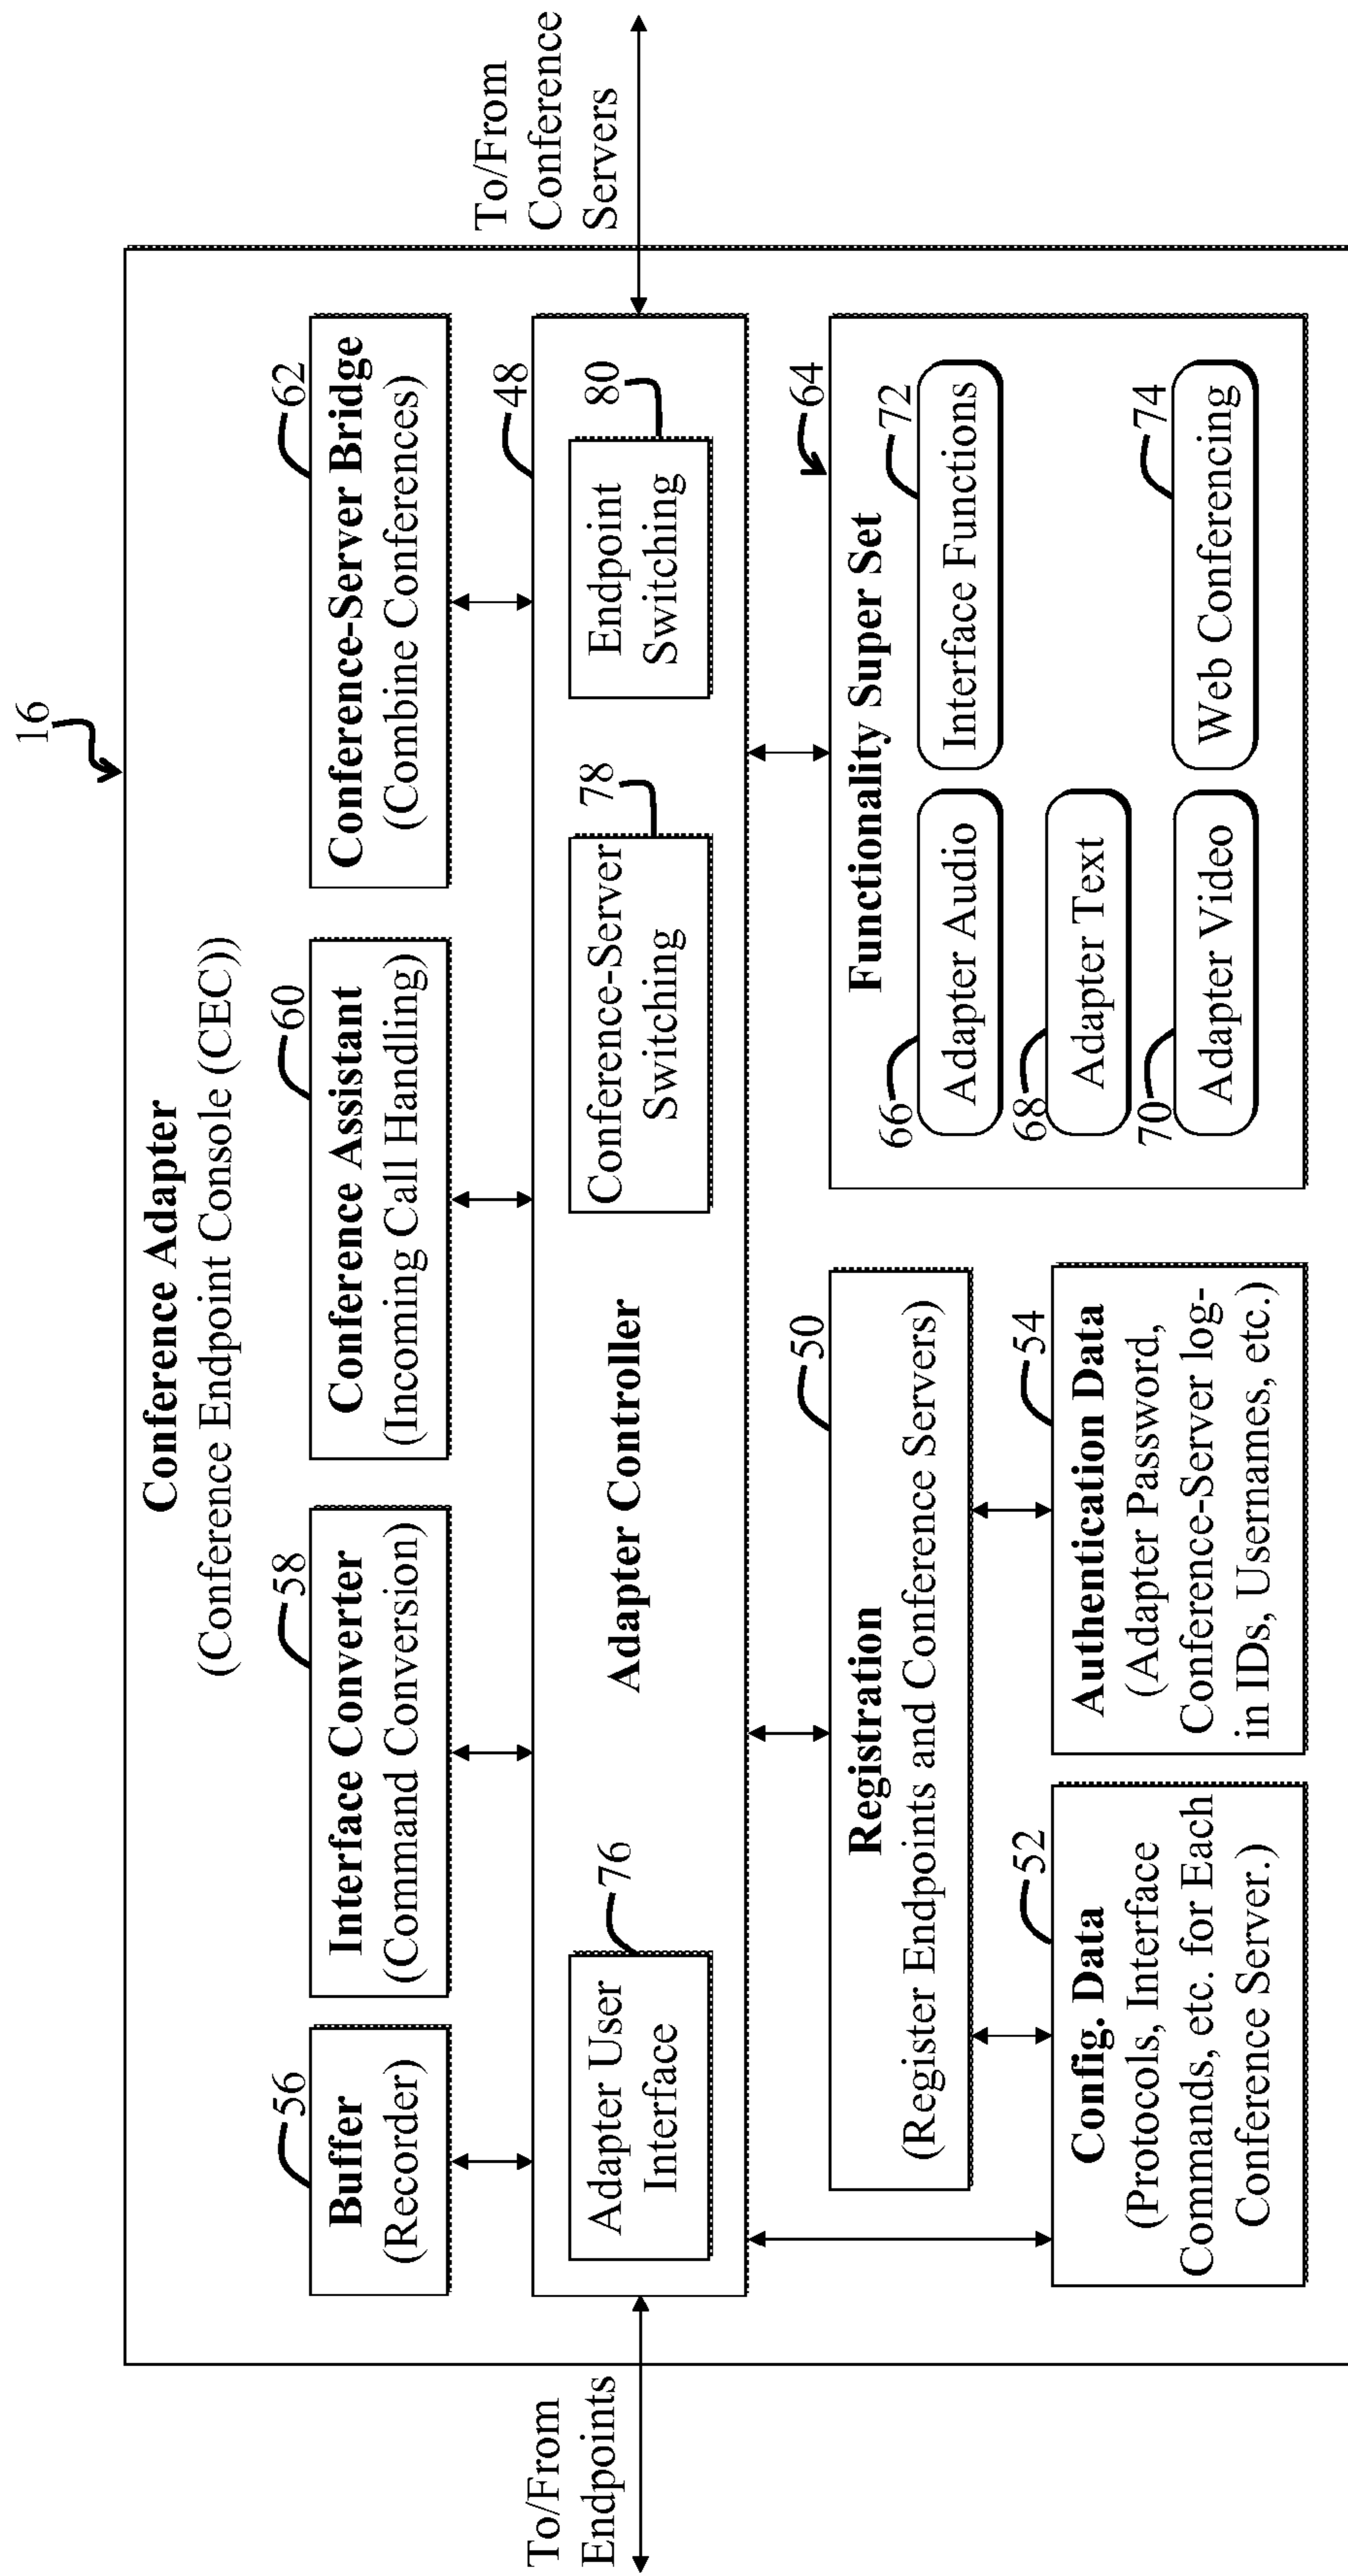 16
Conference Adapter
(Conference Endpoint Console (CEC))
56
Buffer
(Recorder)
58
Interface Converter
(Command Conversion)
60
Conference Assistant
(Incoming Call Handling)
62
Conference-Server Bridge
(Combine Conferences)
48
To/From
Endpoints
Adapter User
Interface
76
Adapter Controller
Conference-Server
Switching
78
Endpoint
Switching
80
To/From
Conference
Servers
50
Registration
(Register Endpoints and Conference Servers)
52
Config. Data
(Protocols, Interface
Commands, etc. for Each
Conference Server.)
54
Authentication Data
(Adapter Password,
Conference-Server log-
in IDs, Usernames, etc.)
64
Functionality Super Set
66
Adapter Audio
68
Adapter Text
70
Adapter Video
72
Interface Functions
74
Web Conferencing